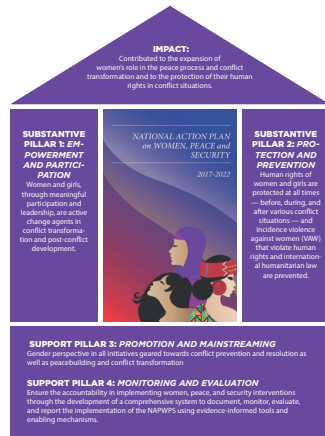 IMPACT:
Contributed to the expansion of
women's role in the peace process and conflict
transformation and to the protection of their human
rights in conflict situations.
SUBSTANTIVE
PILLAR 1: EM-
POWERMENT
AND PARTICI-
PATION
Women and girls,
through meaningful
participation and
leadership, are active
change agents in
conflict transforma-
tion and post-conflict
development.
NATIONAL ACTION PLAN
on WOMEN, PEACE and
SECURITY
2017-2022
SUBSTANTIVE
PILLAR 2: PRO-
TECTION AND
PREVENTION
Human rights of
women and girls are
protected at all times
— before, during, and
after various conflict
situations — and
incidence violence
against women (VAW)
that violate human
rights and internation-
al humanitarian law
are prevented.
SUPPORT PILLAR 3: PROMOTION AND MAINSTREAMING
Gender perspective in all initiatives geared towards conflict prevention and resolution as
well as peacebuilding and conflict transformation
SUPPORT PILLAR 4: MONITORING AND EVALUATION
Ensure the accountability in implementing women, peace, and security interventions
through the development of a comprehensive system to document, monitor, evaluate,
and report the implementation of the NAPWPS using evidence-informed tools and
enabling mechanisms.